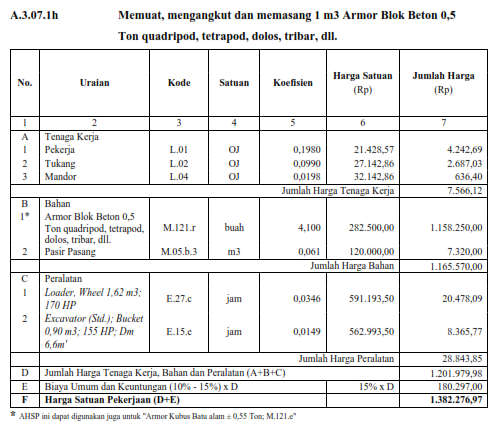 A.3.07.1h Memuat, mengangkut dan memasang 1 m3 Armor Blok Beton 0,5
Ton quadripod, tetrapod, dolos, tribar, dll.
No. Uraian Kode Satuan Koefisien Harga Satuan (Rp) Jumlah Harga (Rp)
1 2 3 4 5 6 7
A Tenaga Kerja
1 Pekerja L.01 OJ 0,1980 21.428,57 4.242,69
2 Tukang L.02 OJ 0,0990 27.142,86 2.687,03
3 Mandor L.04 OJ 0,0198 32.142,86 636,40
Jumlah Harga Tenaga Kerja 7.566,12
B Bahan
1* Armor Blok Beton 0,5
Ton quadripod, tetrapod, M.121.r buah 4,100 282.500,00 1.158.250,00
dolos, tribar, dll.
2 Pasir Pasang M.05.b.3 m3 0,061 120.000,00 7.320,00
Jumlah Harga Bahan 1.165.570,00
C Peralatan
1 Loader, Wheel 1,62 m3; E.27.c jam 0,0346 591.193,50 20.478,09
170 HP
2 Excavator (Std.); Bucket
0,90 m3; 155 HP; Dm E.15.c jam 0,0149 562.993,50 8.365,77
6,6m'
Jumlah Harga Peralatan 28.843,85
D Jumlah Harga Tenaga Kerja, Bahan dan Peralatan (A+B+C) 1.201.979,98
E Biaya Umum dan Keuntungan (10% - 15%) x D 15% x D 180.297,00
F Harga Satuan Pekerjaan (D+E) 1.382.276,97
* AHSP ini dapat digunakan juga untuk "Armor Kubus Batu alam ± 0,55 Ton; M.121.e"